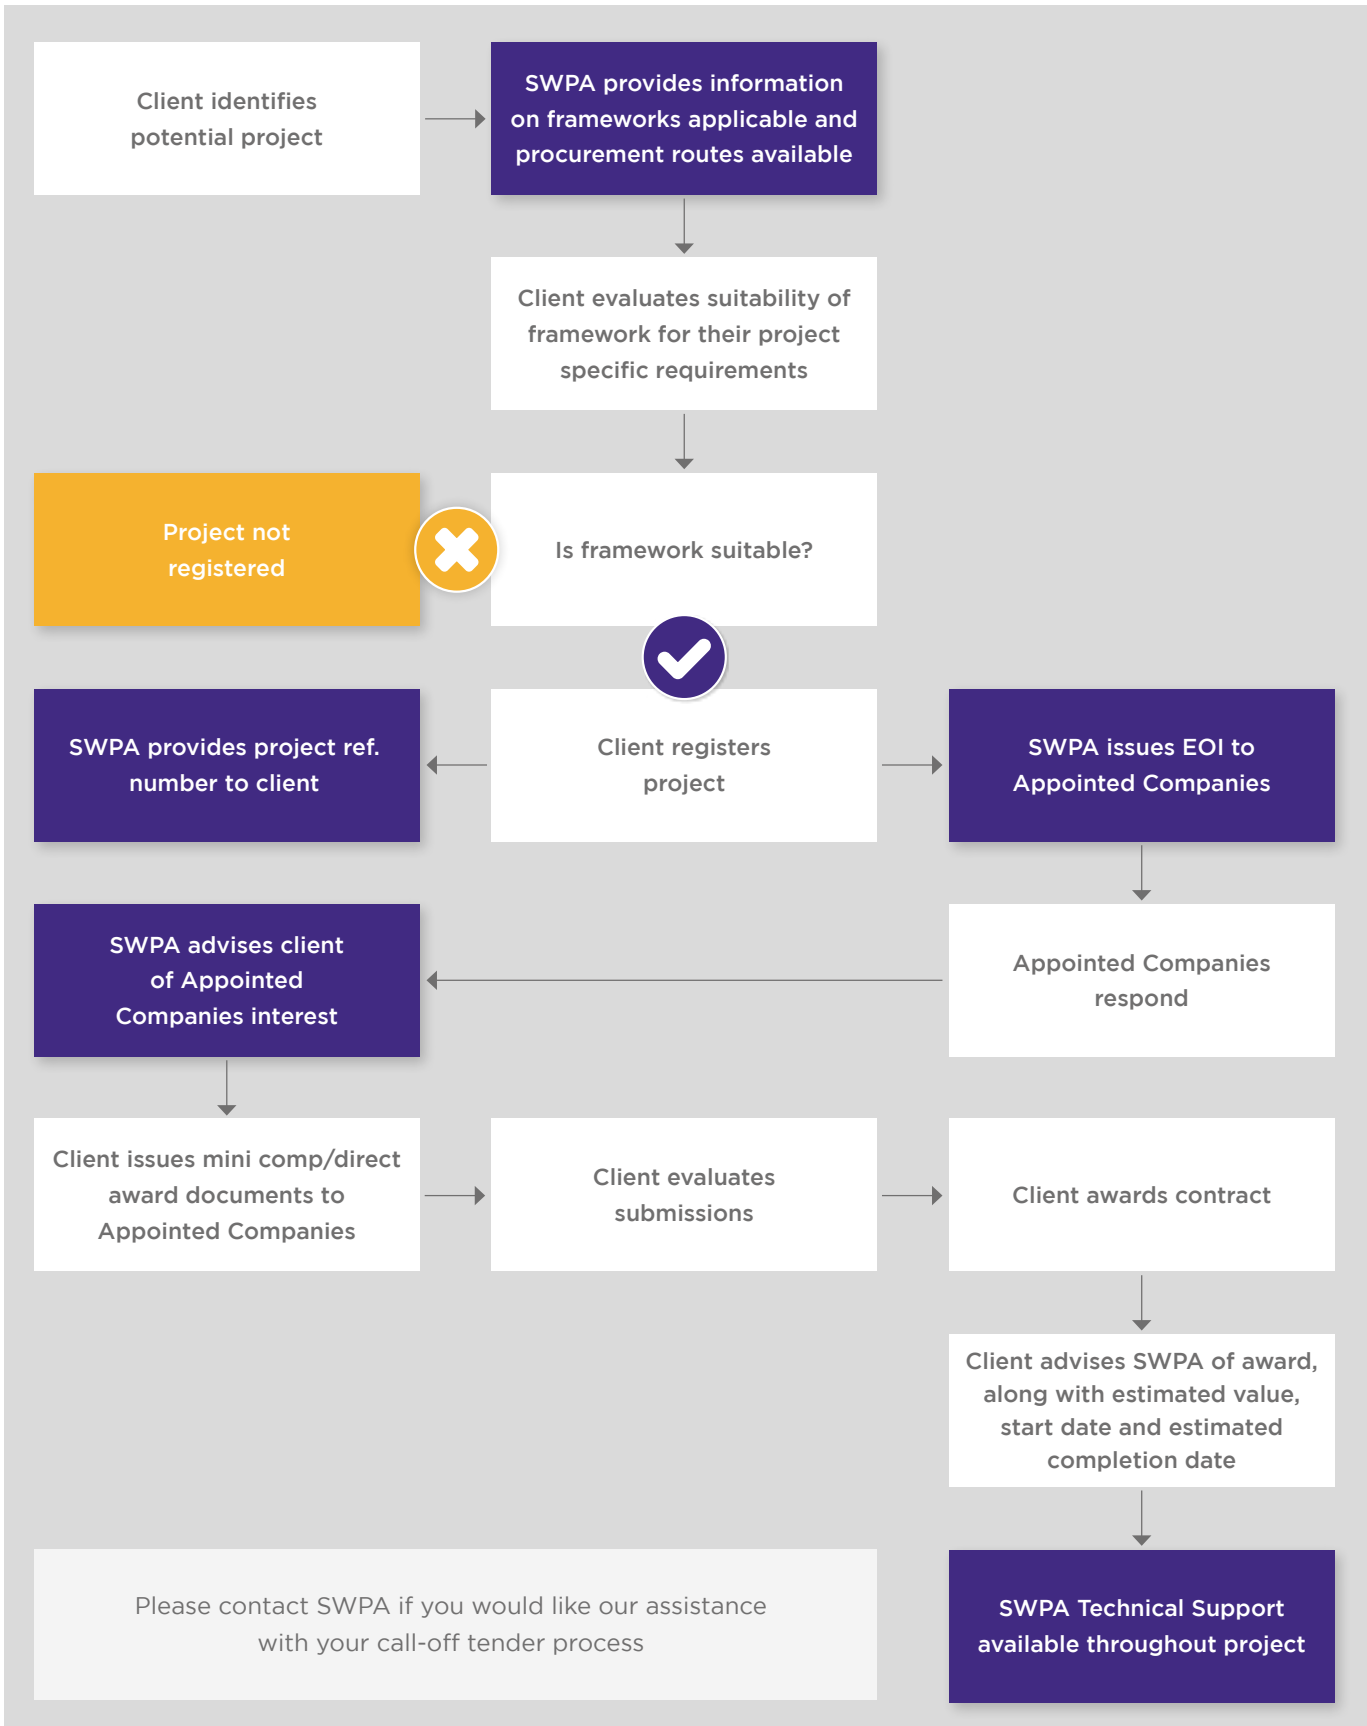 Client identifies
potential project
SWPA provides information
on frameworks applicable and
procurement routes available
Client evaluates suitability of
framework for their project
specific requirements
Project not
registered
Is framework suitable?
SWPA provides project ref.
number to client
Client registers
project
SWPA issues EOI to
Appointed Companies
SWPA advises client
of Appointed
Companies interest
Appointed Companies
respond
Client issues mini comp/direct
award documents to
Appointed Companies
Client evaluates
submissions
Client awards contract
Client advises SWPA of award,
along with estimated value,
start date and estimated
completion date
Please contact SWPA if you would like our assistance
with your call-off tender process
SWPA Technical Support
available throughout project